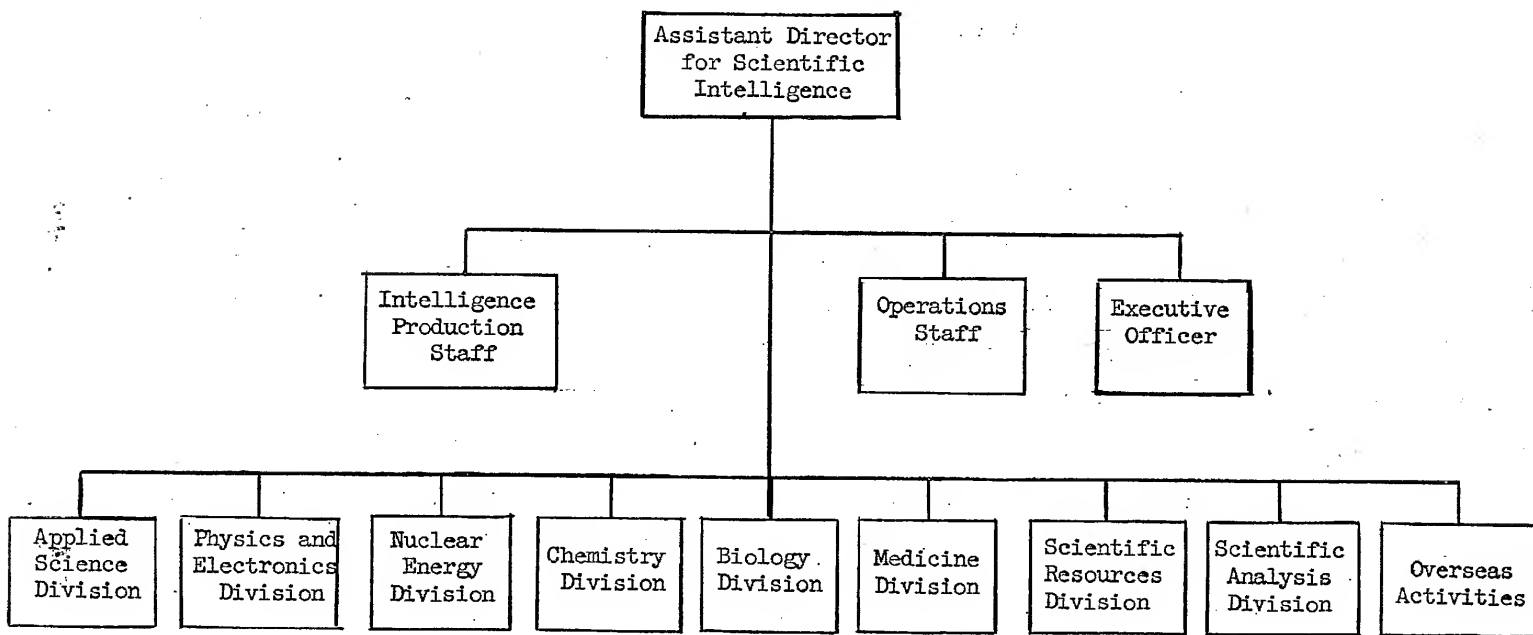 Assistant Director
for Scientific
Intelligence
Intelligence
Production
Staff
Operations
Staff
Executive
Officer
Applied
Science
Division
Physics and
Electronics
Division
Nuclear
Energy
Division
Chemistry
Division
Biology
Division
Medicine
Division
Scientific
Resources
Division
Scientific
Analysis
Division
Overseas
Activities